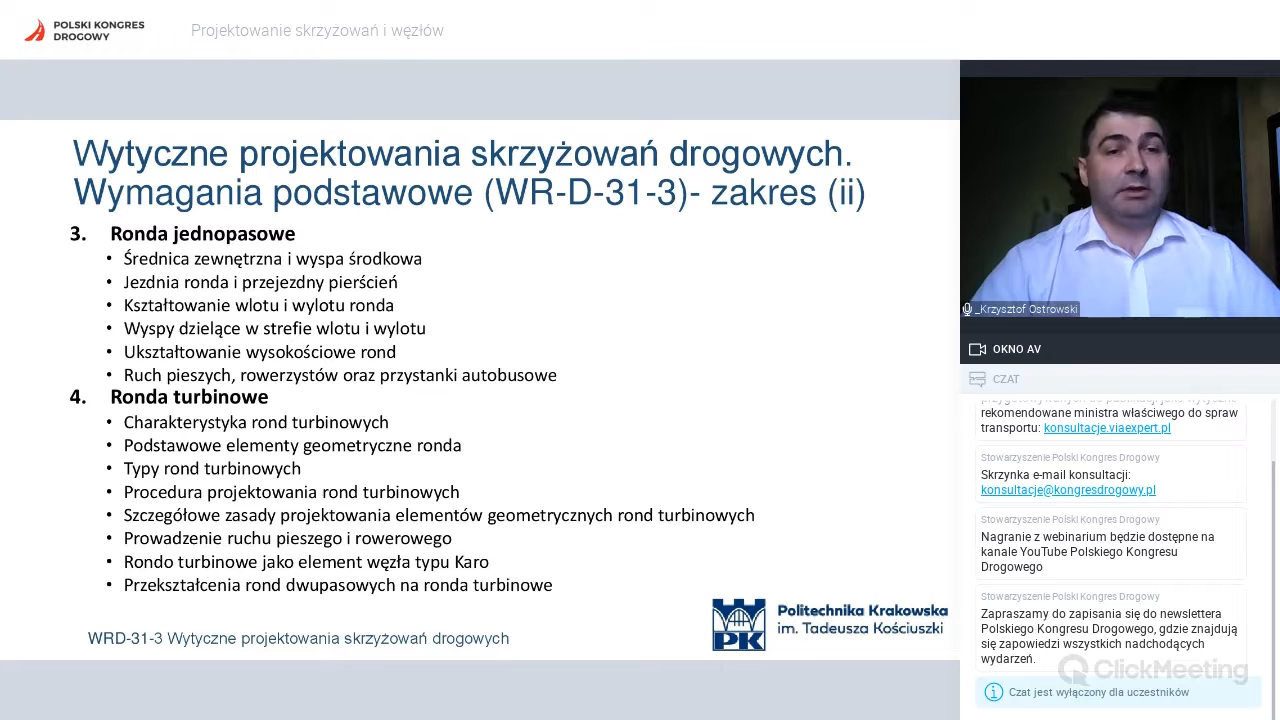 POLSKI KONGRES
DROGOWY
Projektowanie skrzyżowań i węzłów
Wytyczne projektowania skrzyżowań drogowych.
Wymagania podstawowe (WR-D-31-3)- zakres (ii)
3. Ronda jednopasowe
• Średnica zewnętrzna i wyspa środkowa
• Jezdnia ronda i przejezdny pierścień
• Kształtowanie wlotu i wylotu ronda
• Wyspy dzielące w strefie wlotu i wylotu
• Ukształtowanie wysokościowe rond
• Ruch pieszych, rowerzystów oraz przystanki autobusowe
4. Ronda turbinowe
• Charakterystyka rond turbinowych
• Podstawowe elementy geometryczne ronda
• Typy rond turbinowych
• Procedura projektowania rond turbinowych
• Szczegółowe zasady projektowania elementów geometrycznych rond turbinowych
• Prowadzenie ruchu pieszego i rowerowego
• Rondo turbinowe jako element węzła typu Karo
• Przekształcenia rond dwupasowych na ronda turbinowe
WRD-31-3 Wytyczne projektowania skrzyżowań drogowych
PK
Politechnika Krakowska
im. Tadeusza Kościuszki
_Krzysztof Ostrowski
OKNO AV
CZAT
rekomendowane ministra właściwego do spraw
transportu: konsultacje.viaexpert.pl
Stowarzyszenie Polski Kongres Drogowy
Skrzynka e-mail konsultacji:
konsultacje@kongresdrogowy.pl
Stowarzyszenie Polski Kongres Drogowy
Nagranie z webinarium będzie dostępne na
kanale YouTube Polskiego Kongresu
Drogowego
Stowarzyszenie Polski Kongres Drogowy
Zapraszamy do zapisania się do newslettera
Polskiego Kongresu Drogowego, gdzie znajdują
się zapowiedzi wszystkich nadchodzących
wydarzeń.
ClickMeeting
Czat jest wyłączony dla uczestników